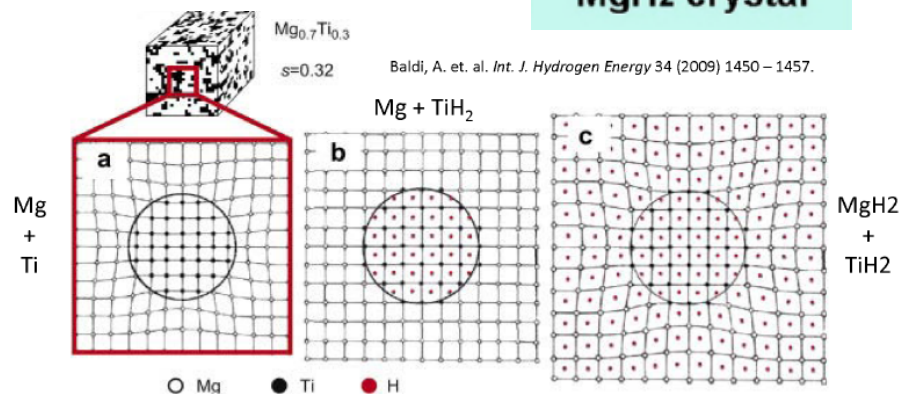 MgH2 crystal
Mg₀.₇Ti₀.₃
s=0.32
Baldi, A. et. al. Int. J. Hydrogen Energy 34 (2009) 1450 – 1457.
Mg + TiH₂
a
b
c
Mg
+
Ti
MgH2
+
TiH2
Mg
Ti
H